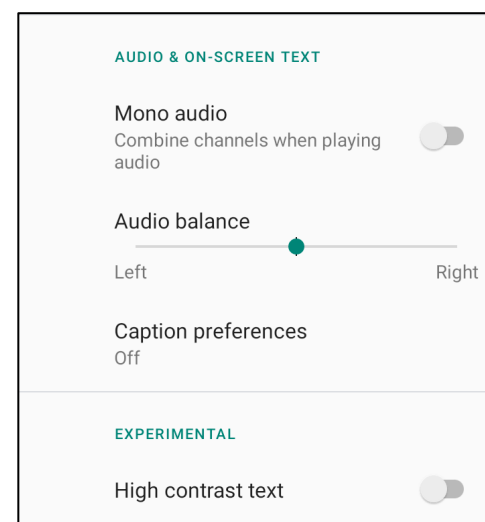 AUDIO & ON-SCREEN TEXT
Mono audio
Combine channels when playing
audio
Audio balance
Left
Right
Caption preferences
Off
EXPERIMENTAL
High contrast text